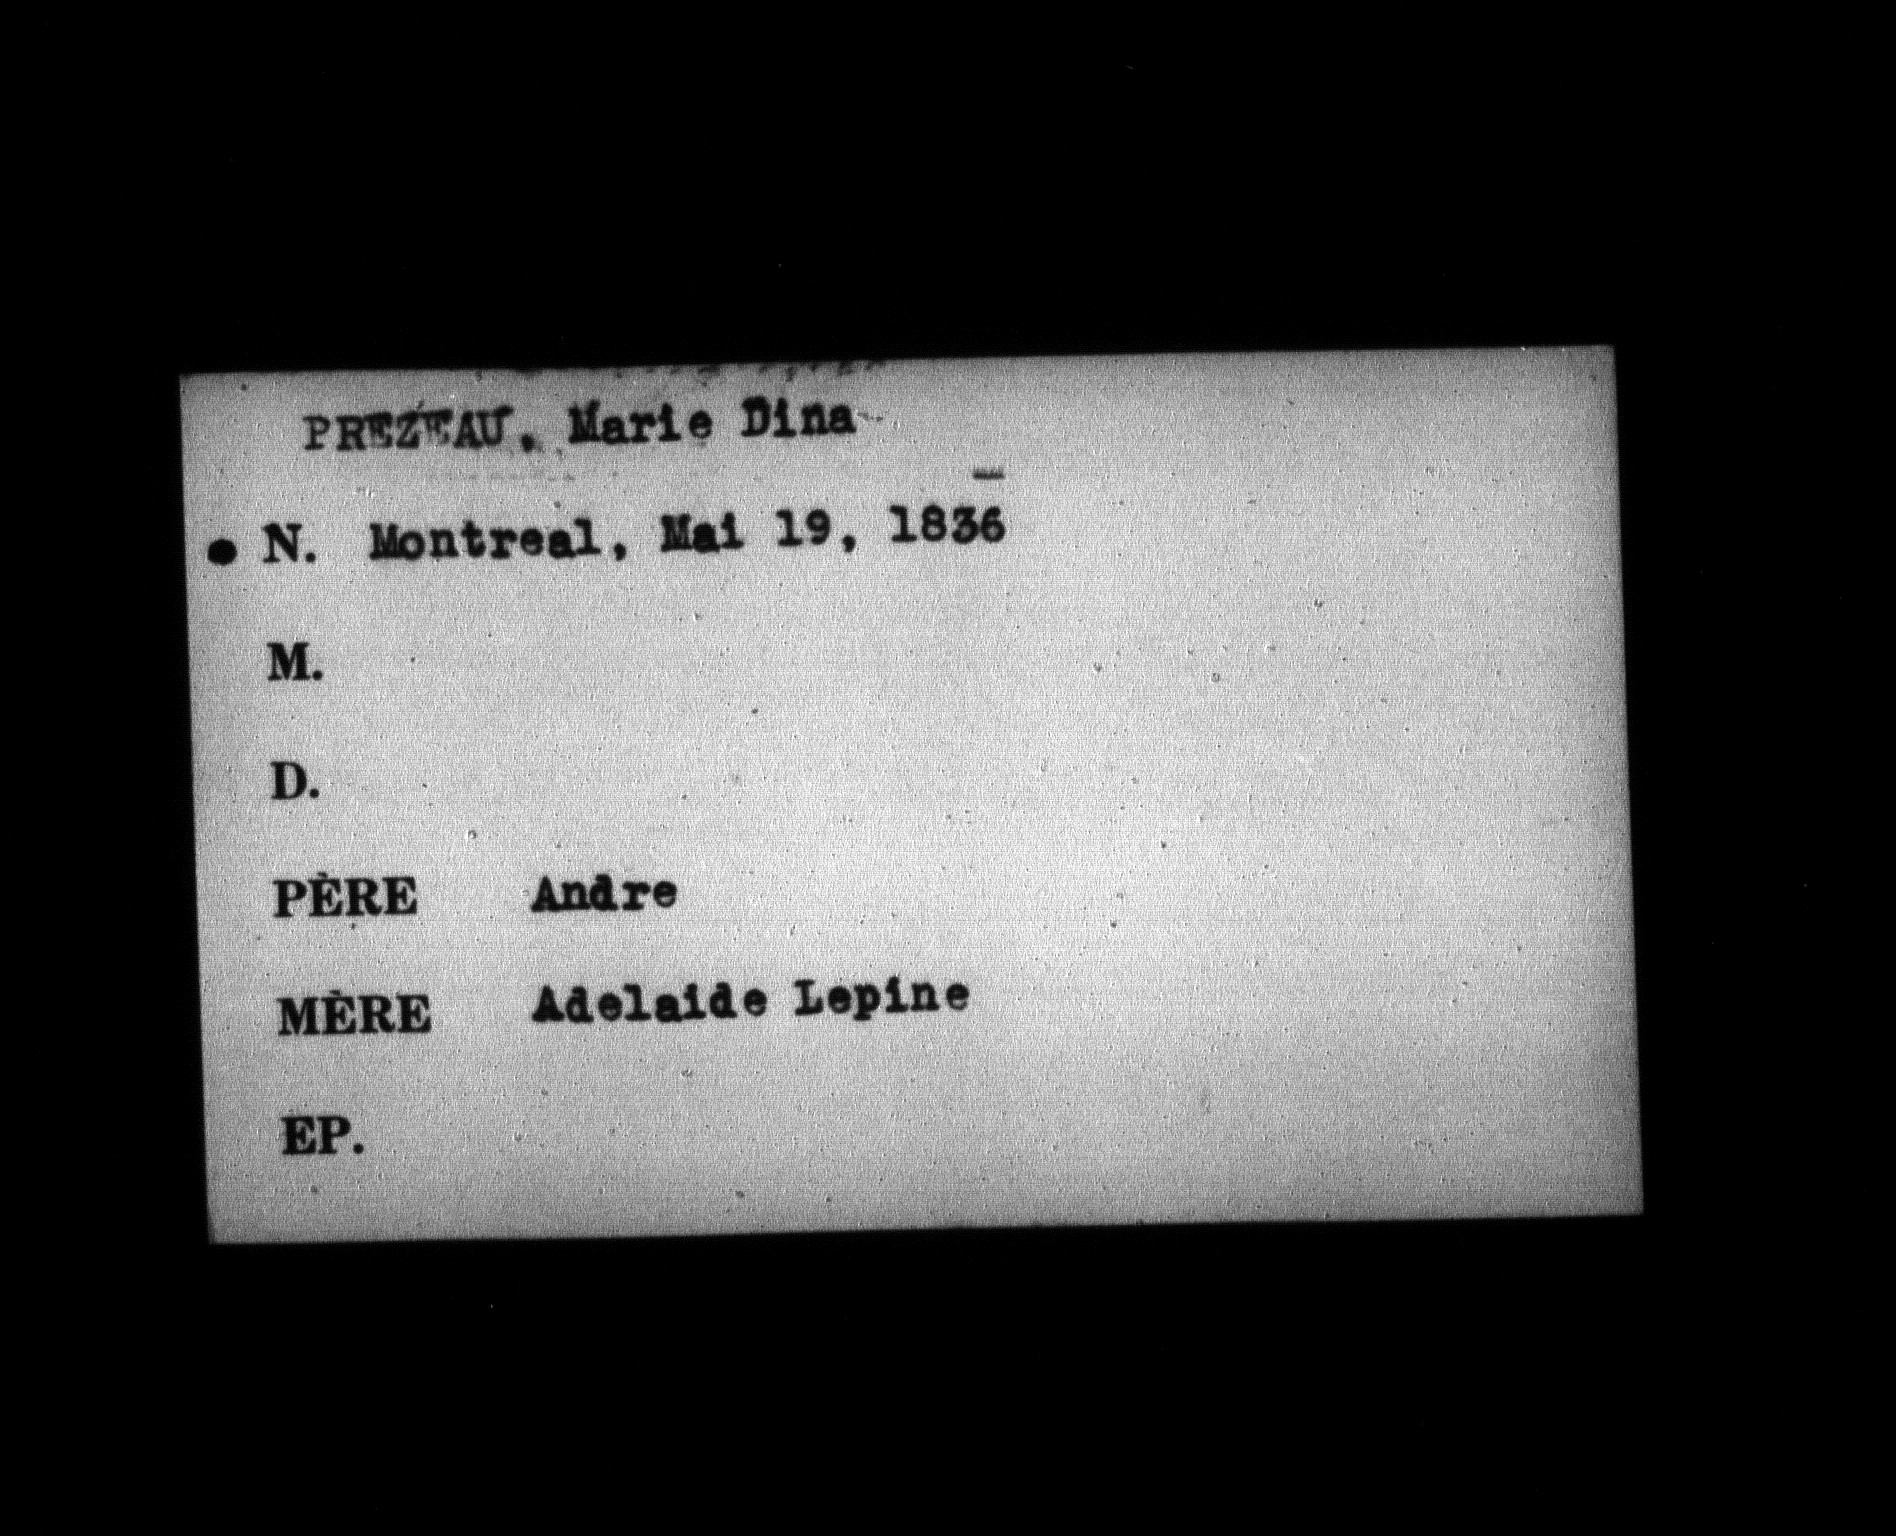 PREZEAU, Marie Dina
N. Montreal, Mai 19, 1836
M.
D.
PÈRE Andre
MÈRE Adelaide Lepine
EP.